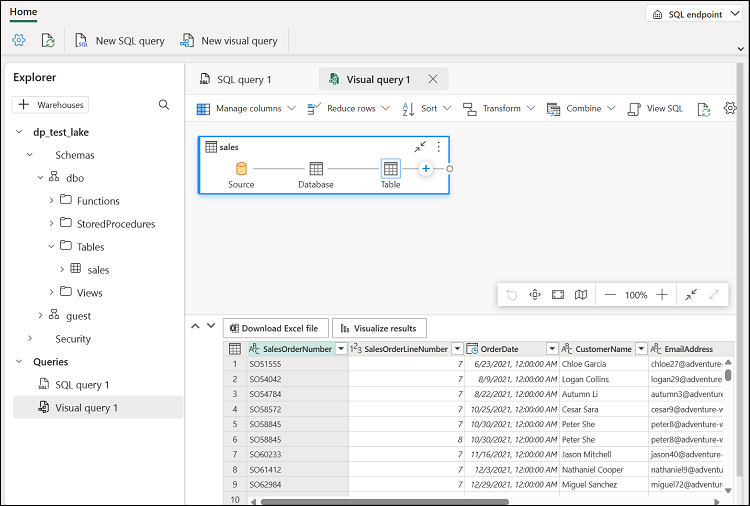 Home
SQL endpoint
New SQL query
New visual query
Explorer
+ Warehouses
dp_test_lake
Schemas
dbo
Functions
StoredProcedures
Tables
sales
Views
guest
Security
Queries
SQL query 1
Visual query 1
SQL query 1
Visual query 1
Manage columns
Reduce rows
Sort
Transform
Combine
View SQL
sales
Source
Database
Table
100%
Download Excel file
Visualize results
SalesOrderNumber SalesOrderLineNumber OrderDate CustomerName EmailAddress
1 SO51555 7 6/23/2021, 12:00:00 AM Chloe Garcia chloe27@adventure-
2 SO54042 7 8/9/2021, 12:00:00 AM Logan Collins logan29@adventure-
3 SO54784 7 8/22/2021, 12:00:00 AM Autumn Li autumn3@adventure
4 SO58572 7 10/25/2021, 12:00:00 AM Cesar Sara cesar9@adventure-w
5 SO58845 7 10/30/2021, 12:00:00 AM Peter She peter8@adventure-w
6 SO58845 8 10/30/2021, 12:00:00 AM Peter She peter8@adventure-w
7 SO60233 7 11/16/2021, 12:00:00 AM Jason Mitchell jason40@adventure-
8 SO61412 7 12/3/2021, 12:00:00 AM Nathaniel Cooper nathaniel9@adventu
9 SO62984 7 12/29/2021, 12:00:00 AM Miguel Sanchez miguel72@adventur
10